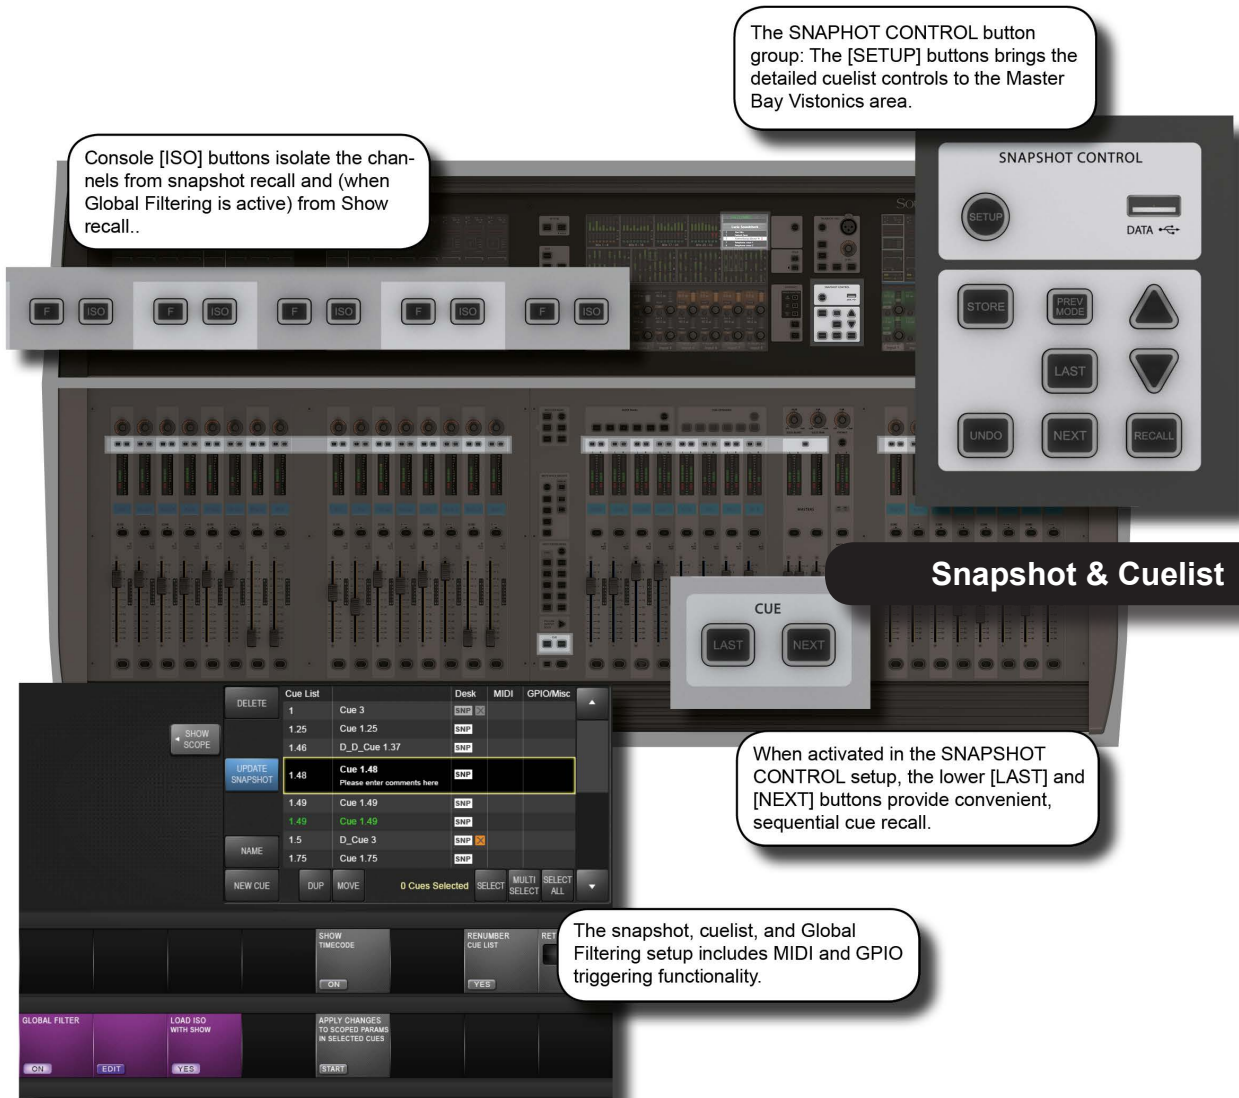 The SNAPHOT CONTROL button
group: The [SETUP] buttons brings the
detailed cuelist controls to the Master
Bay Vistonics area.
Console [ISO] buttons isolate the chan-
nels from snapshot recall and (when
Global Filtering is active) from Show
recall..
SNAPSHOT CONTROL
SETUP
DATA
F ISO F ISO F ISO F ISO F ISO
STORE
PREV
MODE
LAST
UNDO
NEXT
RECALL
Snapshot & Cuelist
CUE
LAST NEXT
DELETE
Cue List Desk MIDI GPIO/Misc
1 Cue 3 SNP
SHOW
SCOPE
1.25 Cue 1.25 SNP
1.46 D_D_Cue 1.37 SNP
UPDATE
SNAPSHOT
1.48 Cue 1.48 SNP
Please enter comments here
1.49 Cue 1.49 SNP
1.49 Cue 1.49 SNP
1.5 D_Cue 3 SNP
NAME
1.75 Cue 1.75 SNP
NEW CUE DUP MOVE 0 Cues Selected SELECT
MULTI
SELECT
SELECT
ALL
When activated in the SNAPSHOT
CONTROL setup, the lower [LAST] and
[NEXT] buttons provide convenient,
sequential cue recall.
The snapshot, cuelist, and Global
Filtering setup includes MIDI and GPIO
triggering functionality.
SHOW
TIMECODE
ON
RENUMBER
CUE LIST
YES
RET
GLOBAL FILTER
ON
EDIT
LOAD ISO
WITH SHOW
YES
APPLY CHANGES
TO SCOPED PARAMS
IN SELECTED CUES
START